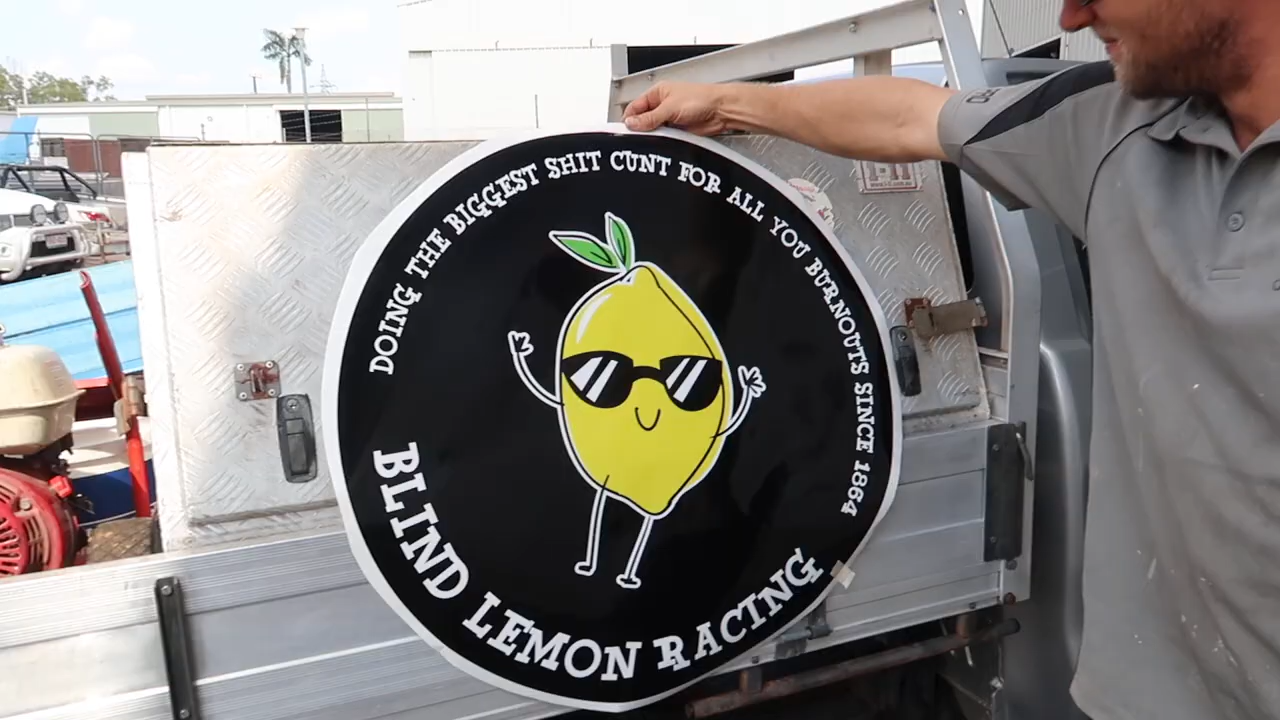 DOING THE BIGGEST SHIT CUNT FOR ALL YOU BURNOUTS SINCE 1864
BLIND LEMON RACING